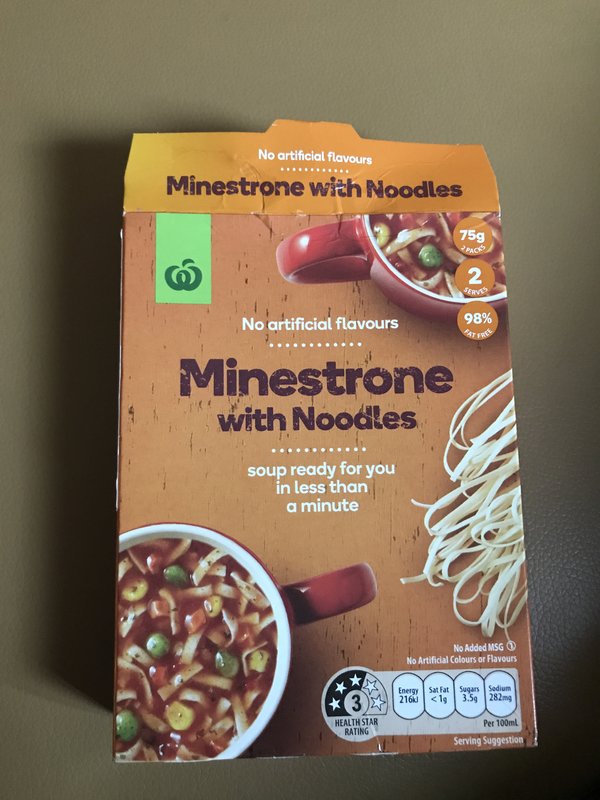 No artificial flavours
Minestrone with Noodles
75g
2 PACKS
2
SERVES
98%
FAT FREE
No artificial flavours
Minestrone
with Noodles
soup ready for you
in less than
a minute
No Added MSG
No Artificial Colours or Flavours
3
HEALTH STAR
RATING
Energy
216kJ
Sat Fat
< 1g
Sugars
3.5g
Sodium
282mg
Per 100mL
Serving Suggestion